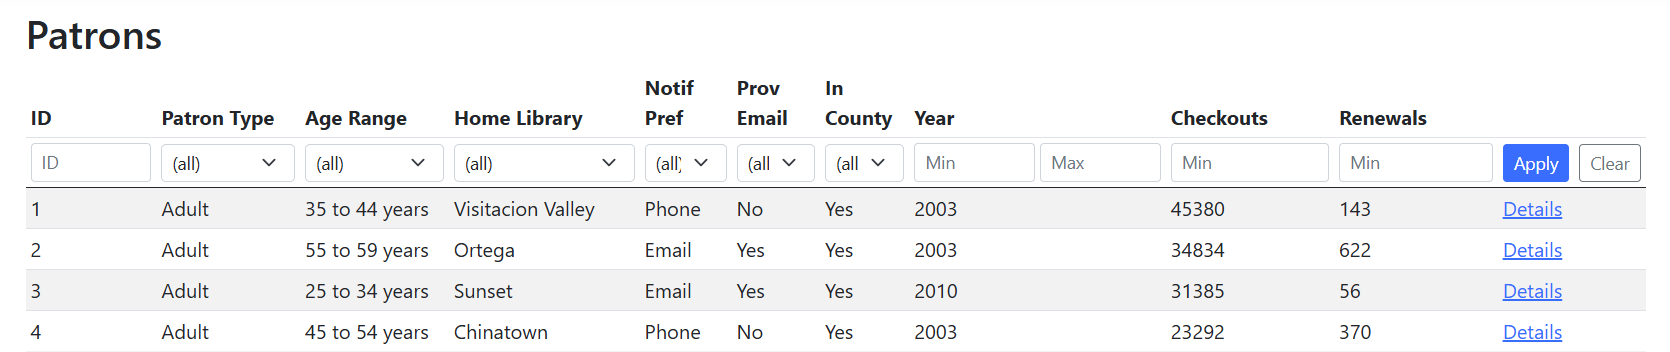 Patrons
Notif Prov In
ID Patron Type Age Range Home Library Pref Email County Year Checkouts Renewals
ID (all) (all) (all) (all) (all (all Min Max Min Min Apply Clear
1 Adult 35 to 44 years Visitacion Valley Phone No Yes 2003 45380 143 Details
2 Adult 55 to 59 years Ortega Email Yes Yes 2003 34834 622 Details
3 Adult 25 to 34 years Sunset Email Yes Yes 2010 31385 56 Details
4 Adult 45 to 54 years Chinatown Phone No Yes 2003 23292 370 Details